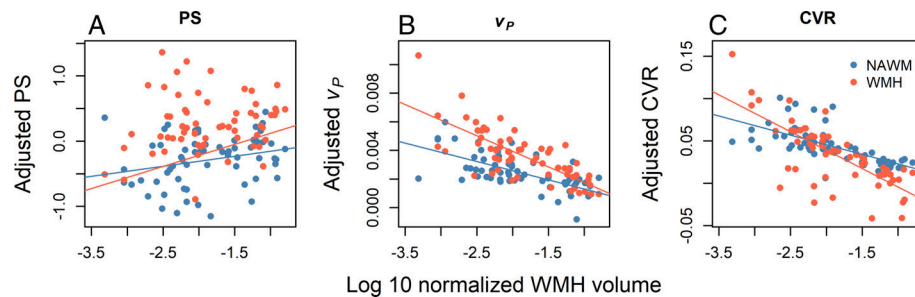 A
PS
Adjusted PS
1.0
0.0
-1.0
-3.5
-2.5
-1.5
B
vP
Adjusted vP
0.008
0.004
0.000
-3.5
-2.5
-1.5
C
CVR
Adjusted CVR
0.15
0.05
-0.05
NAWM
WMH
-3.5
-2.5
-1.5
Log 10 normalized WMH volume